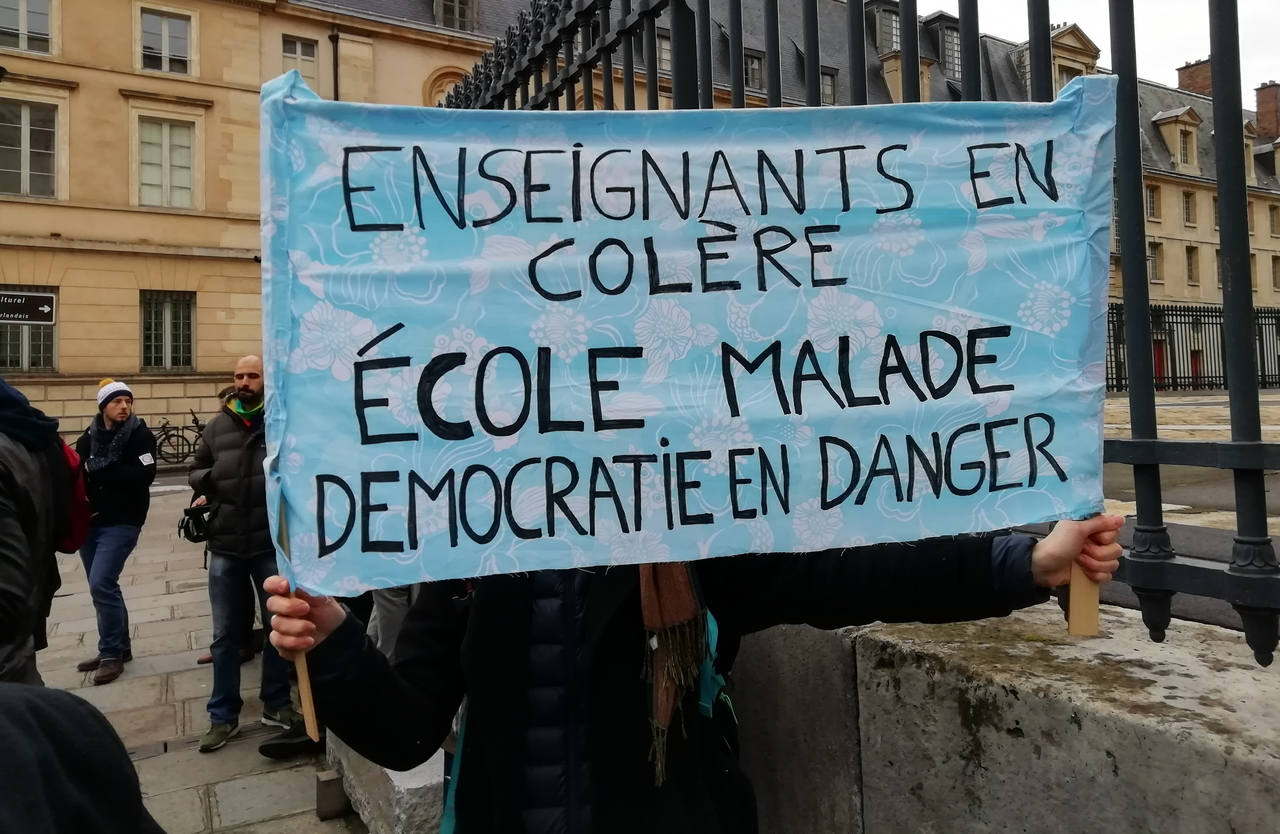 ENSEIGNANTS EN
COLÈRE
ÉCOLE MALADE
DEMOCRATIE EN DANGER